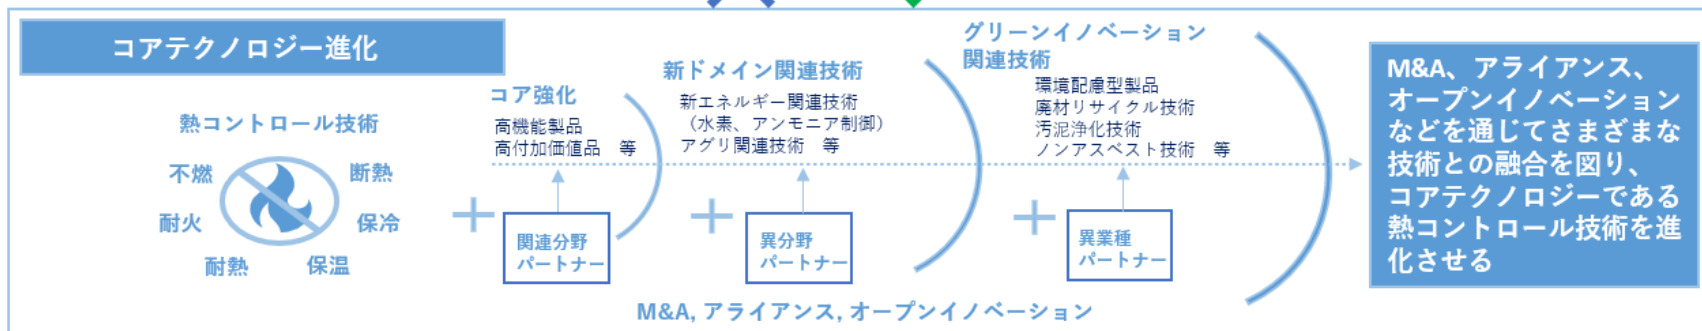 コアテクノロジー進化
熱コントロール技術
不燃
断熱
耐火
保冷
耐熱
保温
コア強化
高機能製品
高付加価値品　等
関連分野
パートナー
新ドメイン関連技術
新エネルギー関連技術
（水素、アンモニア制御）
アグリ関連技術　等
異分野
パートナー
グリーンイノベーション
関連技術
環境配慮型製品
廃材リサイクル技術
汚泥浄化技術
ノンアスベスト技術　等
異業種
パートナー
M&A, アライアンス, オープンイノベーション
M&A、アライアンス、
オープンイノベーション
などを通じてさまざまな
技術との融合を図り、
コアテクノロジーである
熱コントロール技術を進
化させる